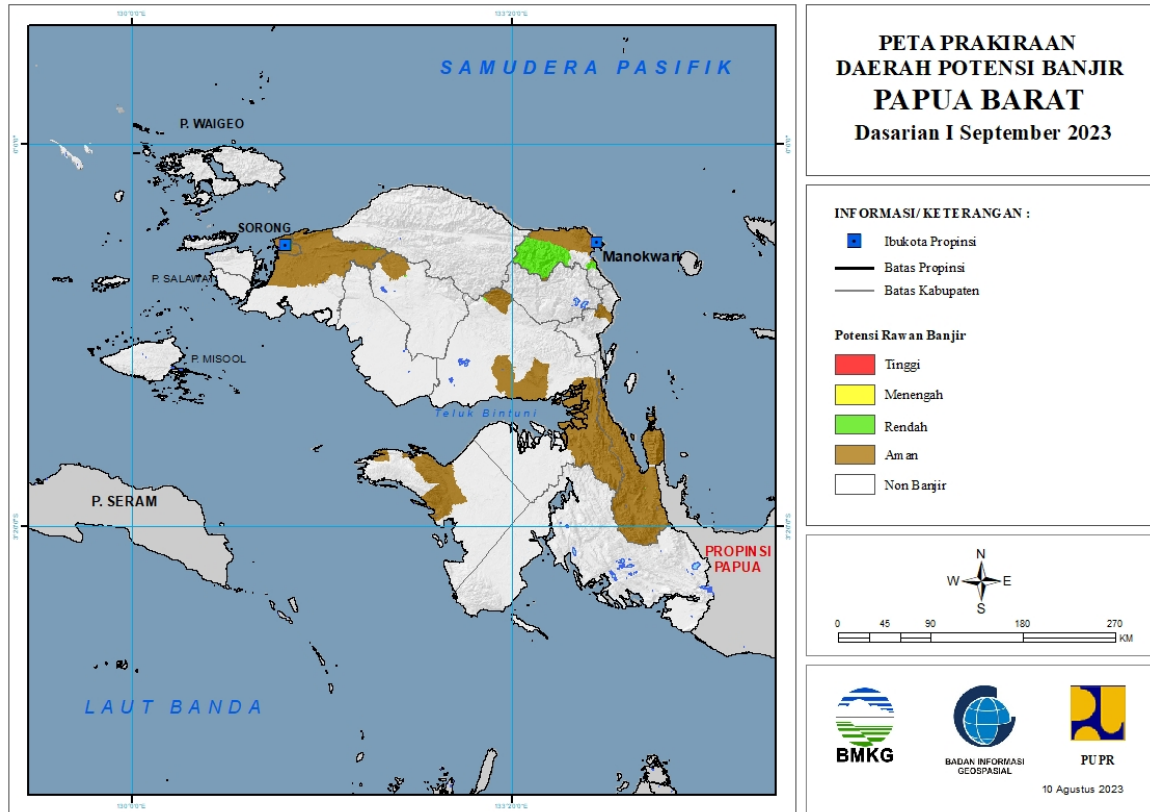 SAMUDERA PASIFIK
P. WAIGEO
SORONG
Manokwari
P. SALAWATI
P. MISOOL
Teluk Bintuni
P. SERAM
PROPINSI
PAPUA
LAUT BANDA
PETA PRAKIRAAN
DAERAH POTENSI BANJIR
PAPUA BARAT
Dasarian I September 2023
INFORMASI/ KETERANGAN :
Ibukota Propinsi
Batas Propinsi
Batas Kabupaten
Potensi Rawan Banjir
Tinggi
Menengah
Rendah
Aman
Non Banjir
N
W E
S
0 45 90 180 270
KM
BMKG
BADAN INFORMASI
GEOSPASIAL
PUPR
10 Agustus 2023